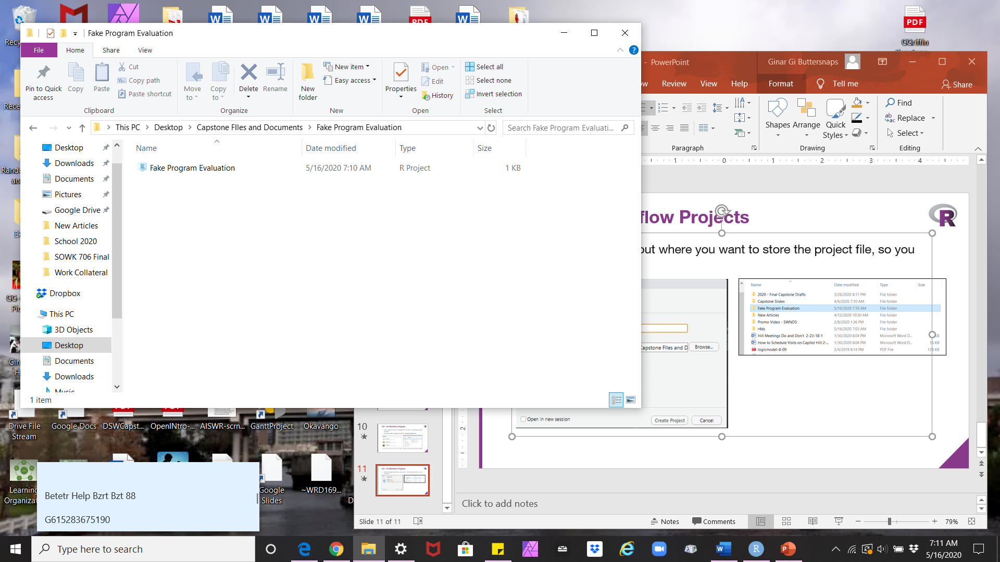 Recy
PDF
GGriffin
Fake Program Evaluation
File
Home
Share
View
Pin to Quick access
Copy
Paste
Cut
Copy path
Paste shortcut
Clipboard
Move to
Copy to
Delete
Rename
Organize
New folder
New item
Easy access
New
Properties
Open
Edit
History
Open
Select all
Select none
Invert selection
Select
This PC
Desktop
Capstone FIles and Documents
Fake Program Evaluation
Search Fake Program Evaluati...
Name
Date modified
Type
Size
Fake Program Evaluation
5/16/2020 7:10 AM
R Project
1 KB
Desktop
Downloads
Documents
Pictures
Google Drive
New Articles
School 2020
SOWK 706 Final
Work Collateral
Dropbox
This PC
3D Objects
Desktop
Documents
Downloads
Music
1 item
- PowerPoint
Ginar Gi Buttersnaps
Review
View
Help
Format
Tell me
Share
Paragraph
Shapes
Arrange
Quick Styles
Drawing
Find
Replace
Select
Editing
1 0 1 2 3 4
flow Projects
R
out where you want to store the project file, so you
Capstone FIles and D
Browse...
Open in new session
Create Project
Cancel
Name
Date modified
Type
Size
2020 - Final Capstone Drafts 3/26/2020 8:17 PM File folder
Capstone Slides 4/6/2020 7:10 AM File folder
Fake Program Evaluation 5/16/2020 7:10 AM File folder
New Articles 4/12/2020 10:30 AM File folder
Promo Video - SWNDS 2/8/2020 1:36 PM File folder
r4ds 5/16/2020 7:03 AM File folder
Hill Meetings Do and Don't 2-23-18-1 1/30/2020 8:04 PM Microsoft Word D... KB
How to Schedule Visits on Capitol Hill 2-... 1/30/2020 8:04 PM Microsoft Word D... 15 KB
logicmodel-8-09 2/4/2019 8:14 PM PDF File KB
Drive File Stream
Google Docs
DSWCapst...
OpenINtro-...
AISWR-scrn...
GanttProject
Okavango
Learning
Organizat
Google Slides
~WRD169...
Betetr Help Bzrt Bzt 88
G615283675190
10
11
Click to add notes
Slide 11 of 11
Notes
Comments
79%
Type here to search
7:11 AM
5/16/2020